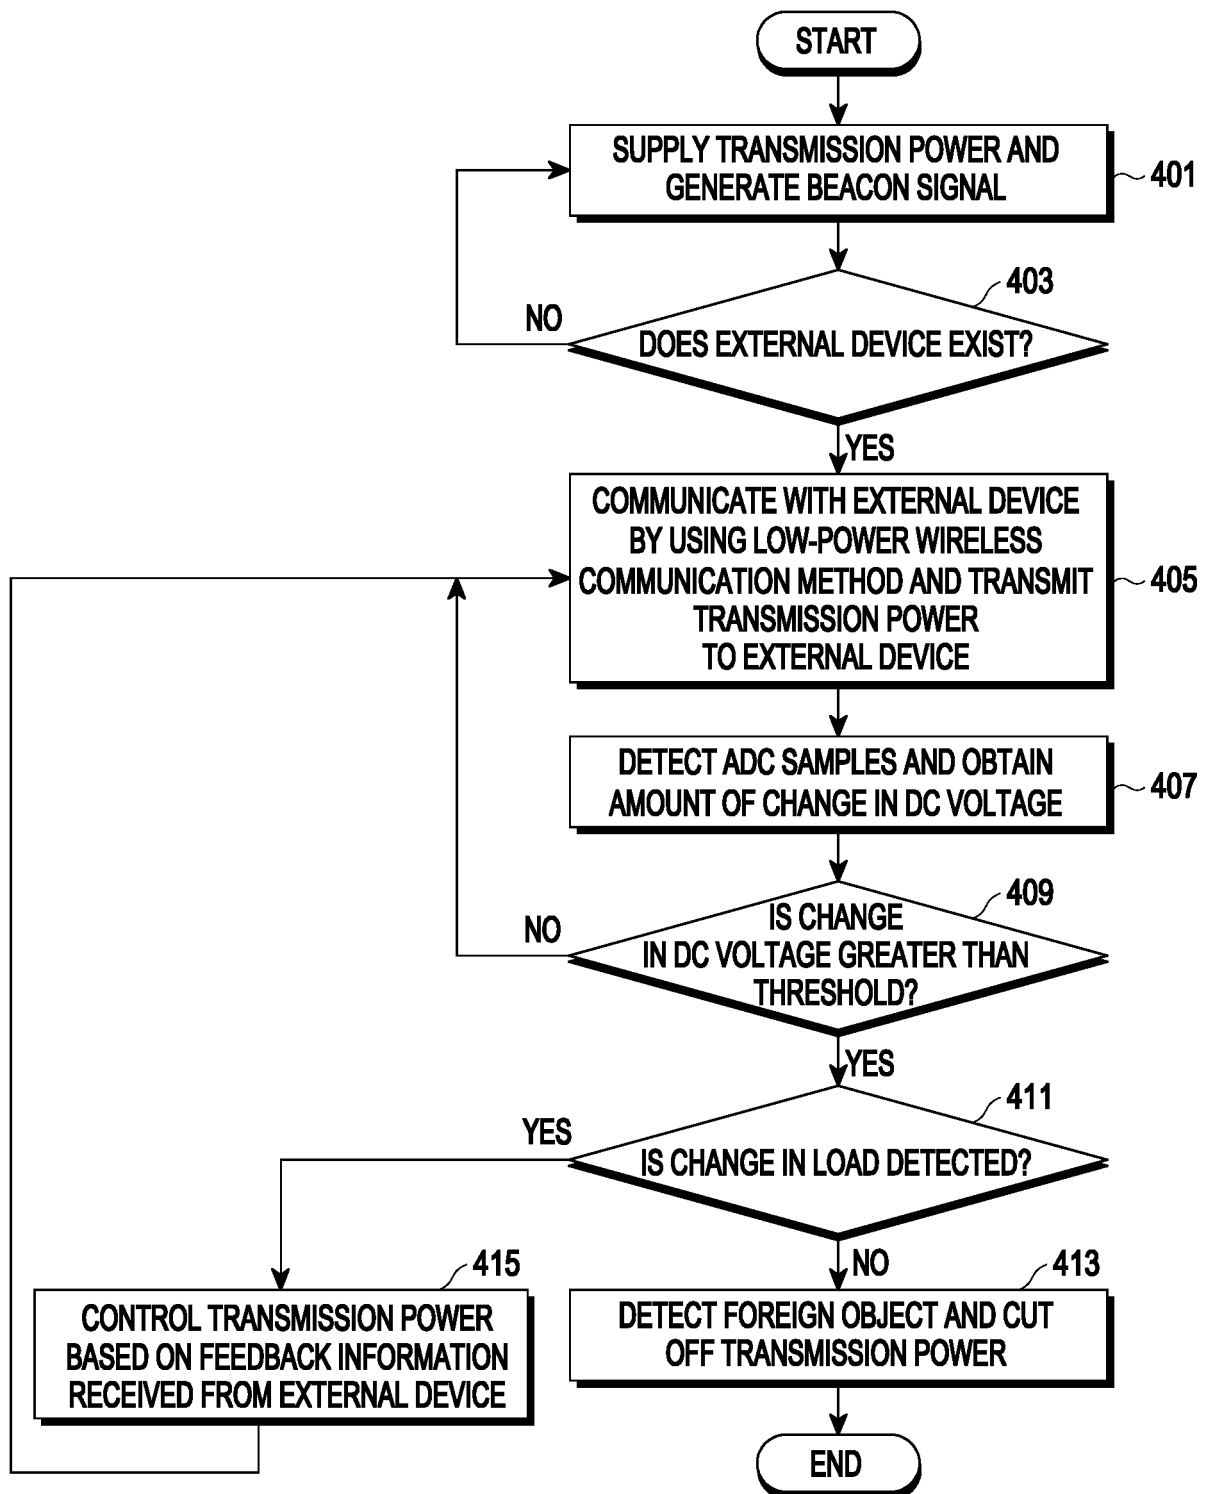 START
SUPPLY TRANSMISSION POWER AND
GENERATE BEACON SIGNAL
401
403
NO
DOES EXTERNAL DEVICE EXIST?
YES
COMMUNICATE WITH EXTERNAL DEVICE
BY USING LOW-POWER WIRELESS
COMMUNICATION METHOD AND TRANSMIT
TRANSMISSION POWER
TO EXTERNAL DEVICE
405
DETECT ADC SAMPLES AND OBTAIN
AMOUNT OF CHANGE IN DC VOLTAGE
407
409
NO
IS CHANGE
IN DC VOLTAGE GREATER THAN
THRESHOLD?
YES
411
YES
IS CHANGE IN LOAD DETECTED?
NO
415
CONTROL TRANSMISSION POWER
BASED ON FEEDBACK INFORMATION
RECEIVED FROM EXTERNAL DEVICE
413
DETECT FOREIGN OBJECT AND CUT
OFF TRANSMISSION POWER
END